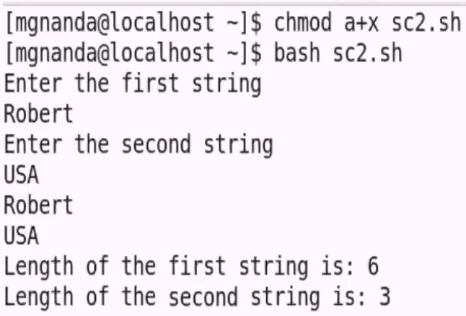 [mgnanda@localhost ~]$ chmod a+x sc2.sh
[mgnanda@localhost ~]$ bash sc2.sh
Enter the first string
Robert
Enter the second string
USA
Robert
USA
Length of the first string is: 6
Length of the second string is: 3